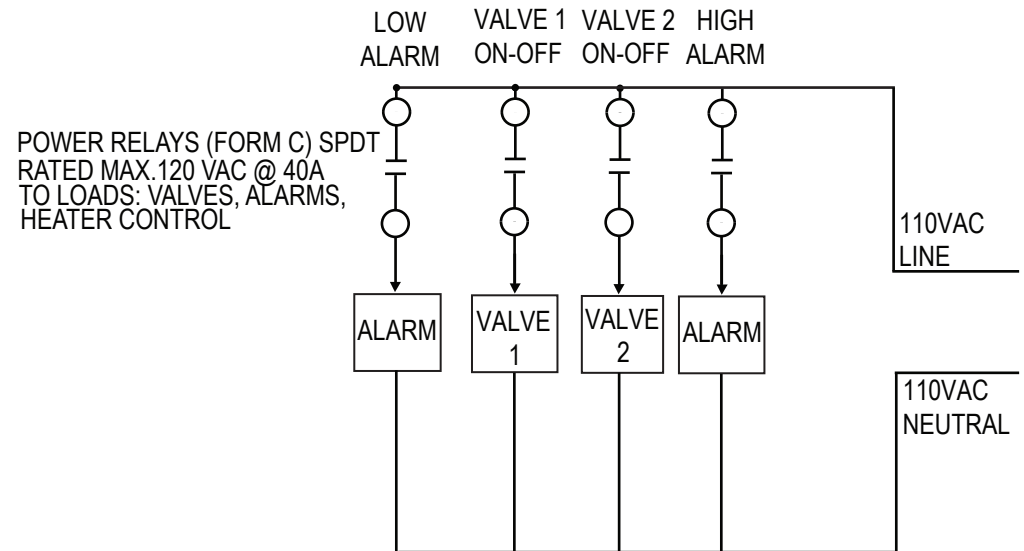 LOW
ALARM
VALVE 1
ON-OFF
VALVE 2
ON-OFF
HIGH
ALARM
POWER RELAYS (FORM C) SPDT
RATED MAX.120 VAC @ 40A
TO LOADS: VALVES, ALARMS,
HEATER CONTROL
110VAC
LINE
ALARM
VALVE
1
VALVE
2
ALARM
110VAC
NEUTRAL